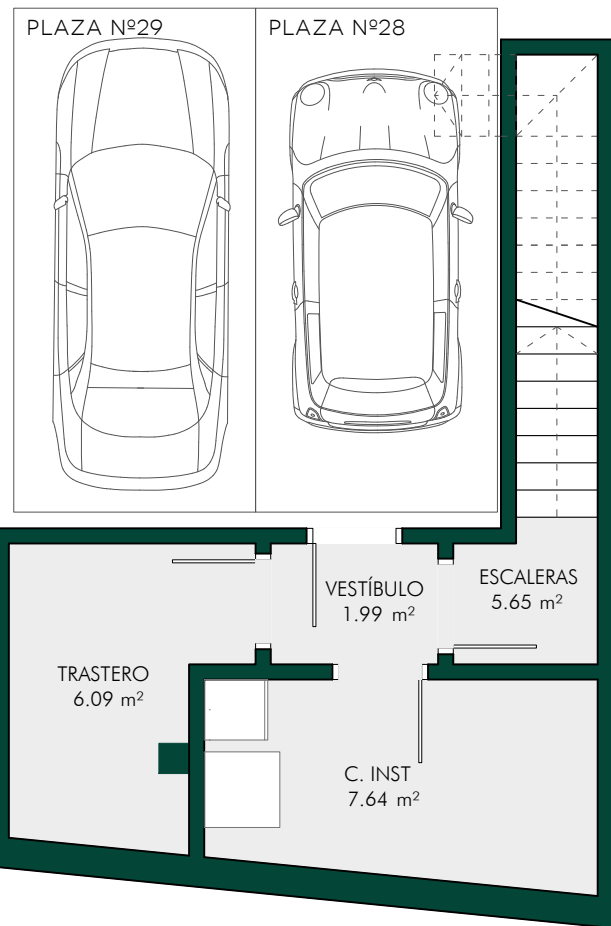 PLAZA Nº29
PLAZA Nº28
VESTÍBULO
1.99 m²
ESCALERAS
5.65 m²
TRASTERO
6.09 m²
C. INST
7.64 m²